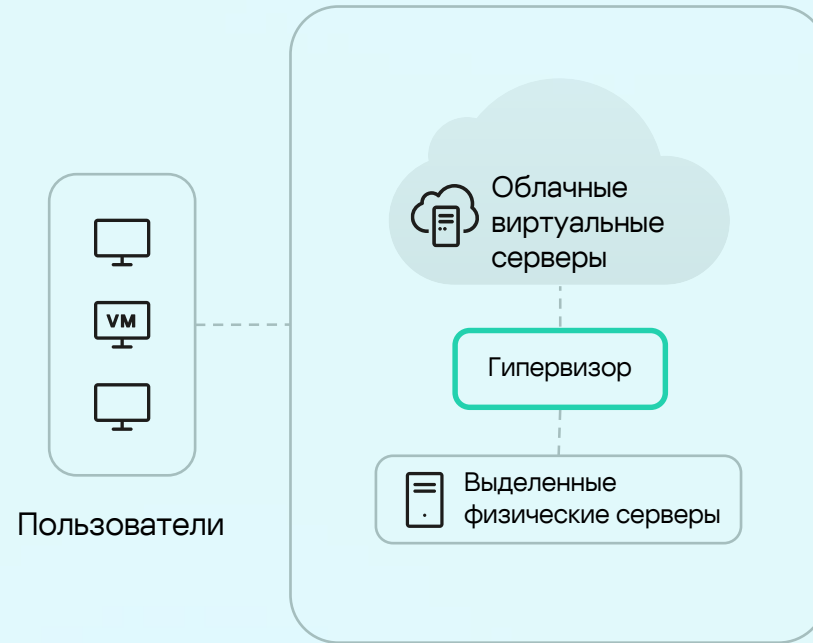 Облачные
виртуальные
серверы
VM
Гипервизор
Выделенные
физические серверы
Пользователи